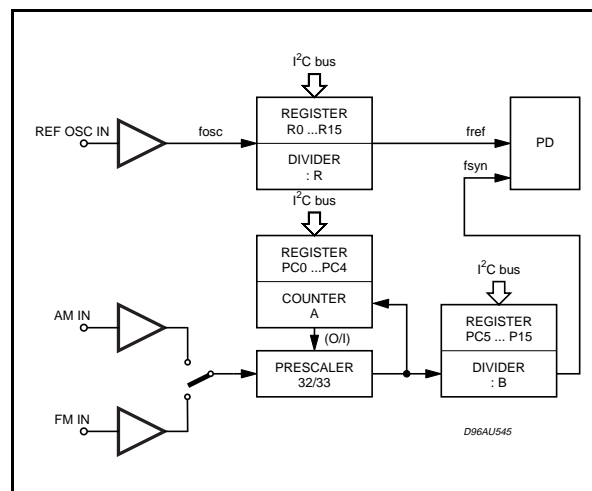 I²C bus
REF OSC IN
fosc
REGISTER
R0 ...R15
DIVIDER
: R
fref
fsyn
PD
I²C bus
REGISTER
PC0 ...PC4
COUNTER
A
(O/I)
AM IN
FM IN
PRESCALER
32/33
I²C bus
REGISTER
PC5 ... P15
DIVIDER
: B
D96AU545